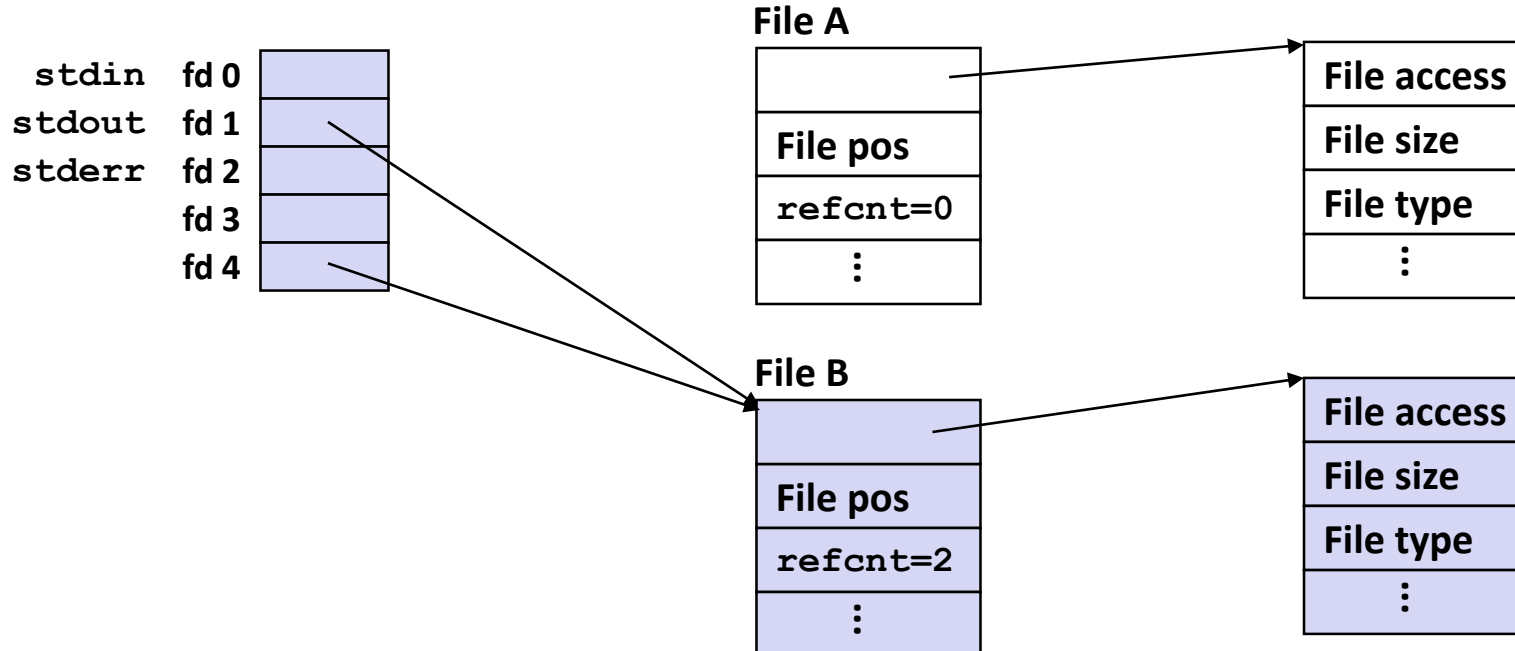 stdin fd 0
stdout fd 1
stderr fd 2
fd 3
fd 4
File A
File pos
refcnt=0
⋮
File access
File size
File type
⋮
File B
File pos
refcnt=2
⋮
File access
File size
File type
⋮